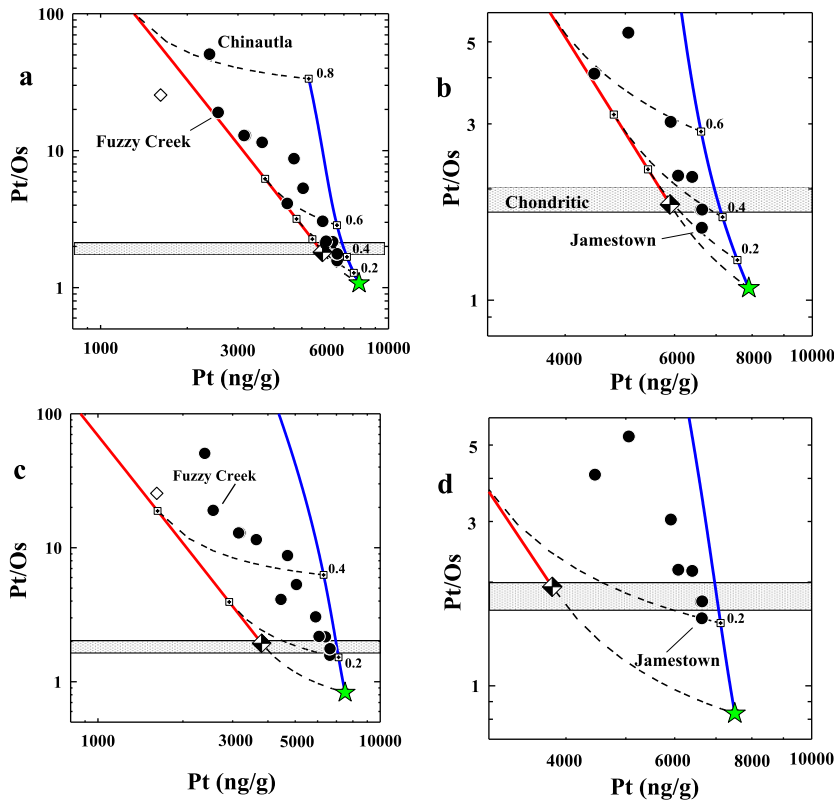 100
Chinautla
a
0.8
Fuzzy Creek
Pt/Os
10
0.6
0.4
0.2
1
1000
3000
6000
10000
Pt (ng/g)
b
5
0.6
3
Pt/Os
Chondritic
0.4
Jamestown
0.2
1
4000
6000
8000
10000
Pt (ng/g)
100
c
Fuzzy Creek
Pt/Os
10
0.4
0.2
1
1000
3000
5000
10000
Pt (ng/g)
5
d
3
Pt/Os
0.2
Jamestown
1
4000
6000
8000
10000
Pt (ng/g)